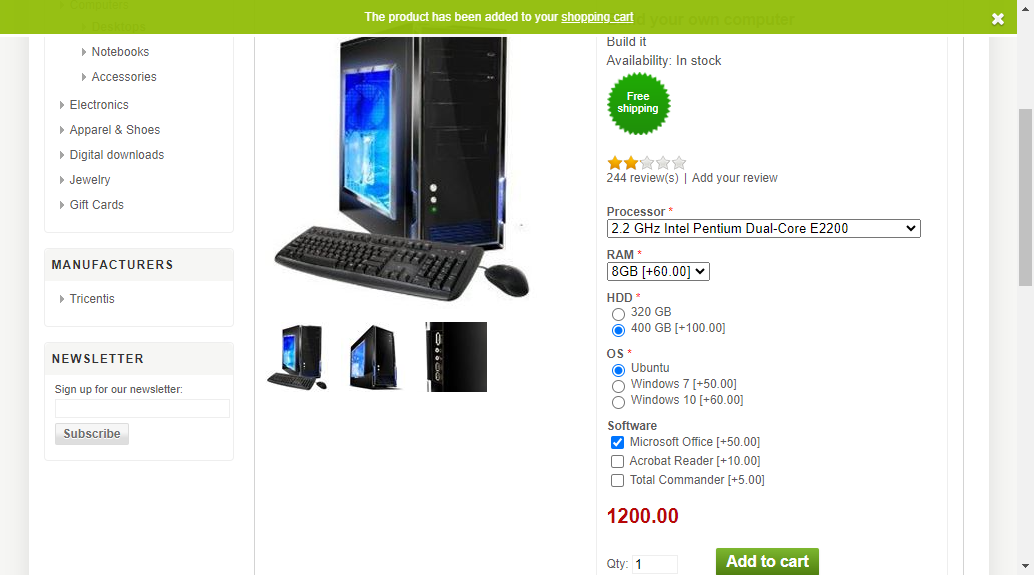 The product has been added to your shopping cart
Computers
Desktops
Notebooks
Accessories
Electronics
Apparel & Shoes
Digital downloads
Jewelry
Gift Cards
MANUFACTURERS
Tricentis
NEWSLETTER
Sign up for our newsletter:
Subscribe
Build your own computer
Build it
Availability: In stock
Free
shipping
244 review(s) | Add your review
Processor *
2.2 GHz Intel Pentium Dual-Core E2200
RAM *
8GB [+60.00]
HDD *
320 GB
400 GB [+100.00]
OS *
Ubuntu
Windows 7 [+50.00]
Windows 10 [+60.00]
Software
Microsoft Office [+50.00]
Acrobat Reader [+10.00]
Total Commander [+5.00]
1200.00
Qty: 1
Add to cart